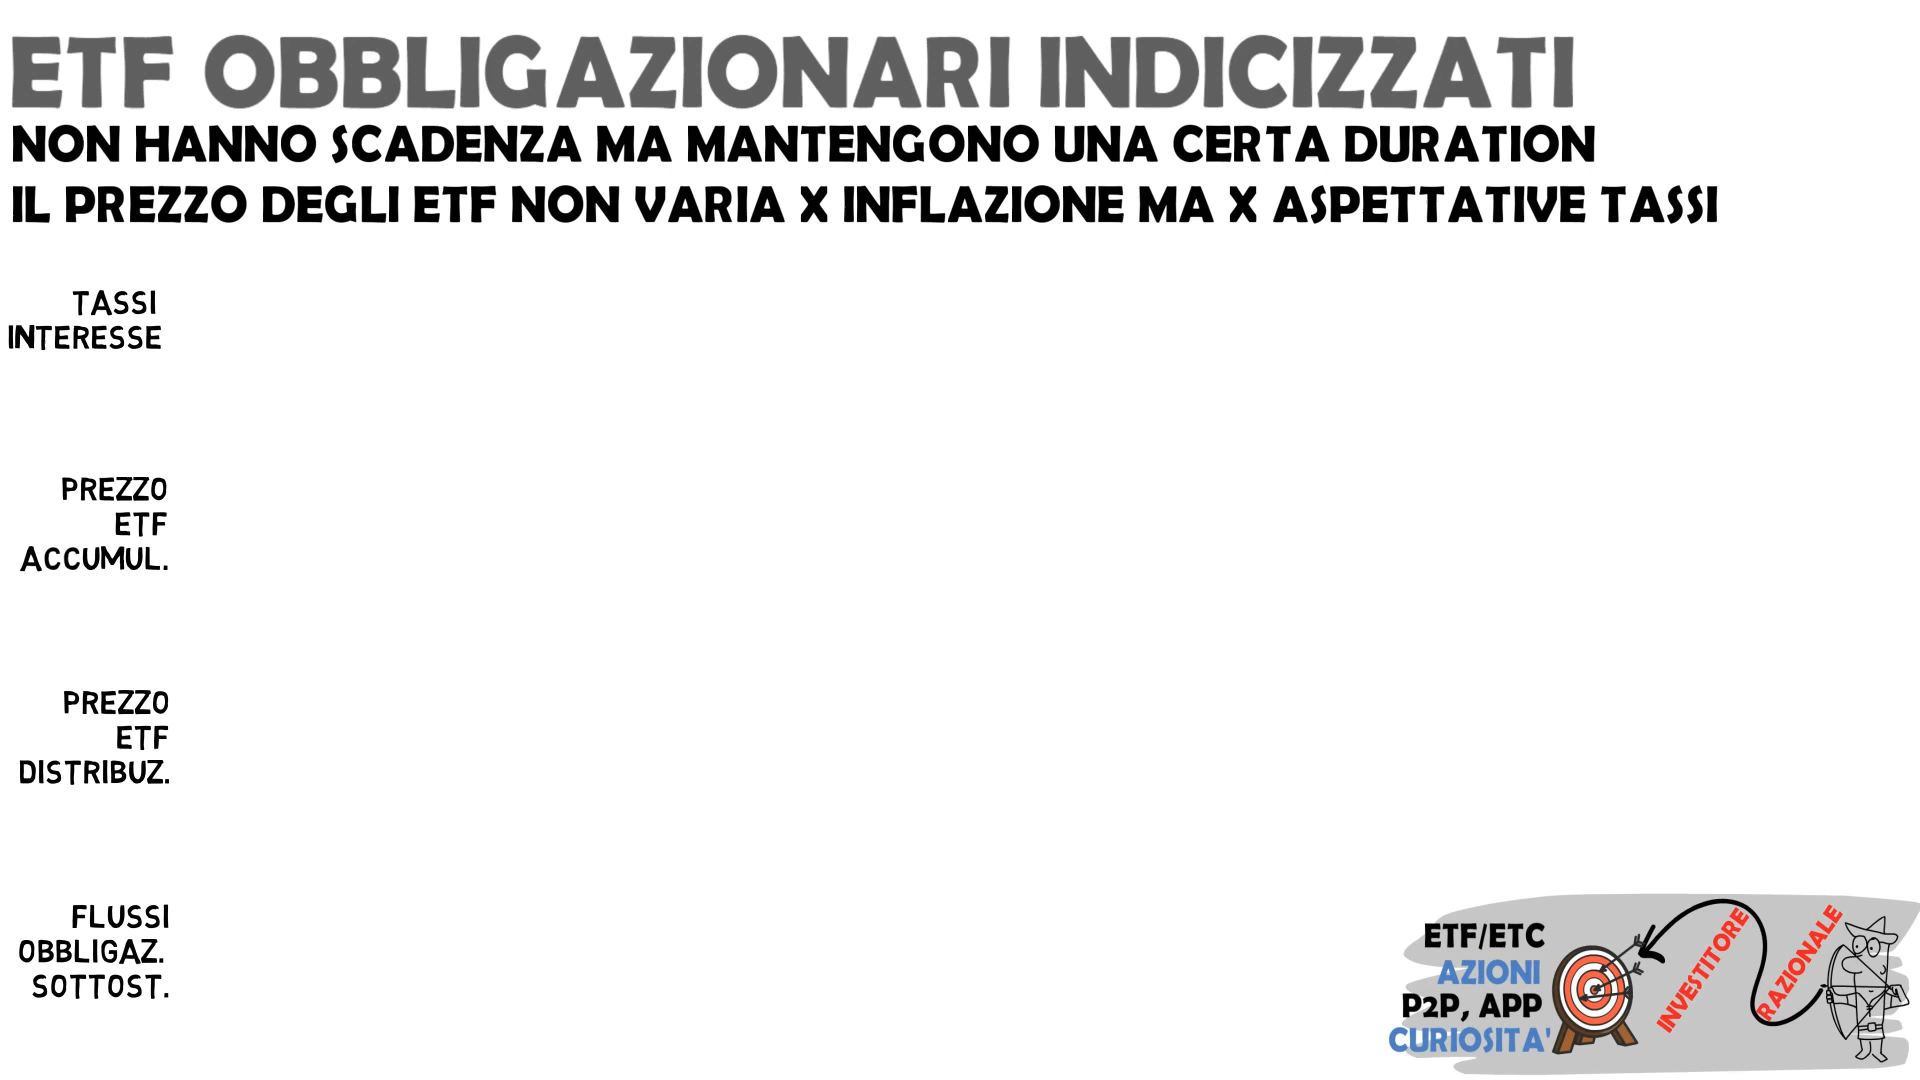 ETF OBBLIGAZIONARI INDICIZZATI
NON HANNO SCADENZA MA MANTENGONO UNA CERTA DURATION
IL PREZZO DEGLI ETF NON VARIA X INFLAZIONE MA X ASPETTATIVE TASSI
TASSI
INTERESSE
PREZZO
ETF
ACCUMUL.
PREZZO
ETF
DISTRIBUZ.
FLUSSI
OBBLIGAZ.
SOTTOST.
ETF/ETC
AZIONI
P2P, APP
CURIOSITA'
INVESTITORE
RAZIONALE